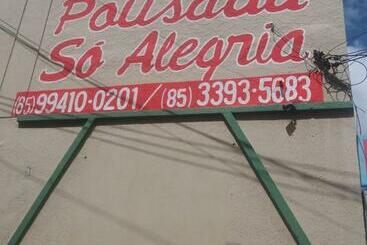 Pousada
Só Alegria
(85)99410-0201/(85) 3393-5683